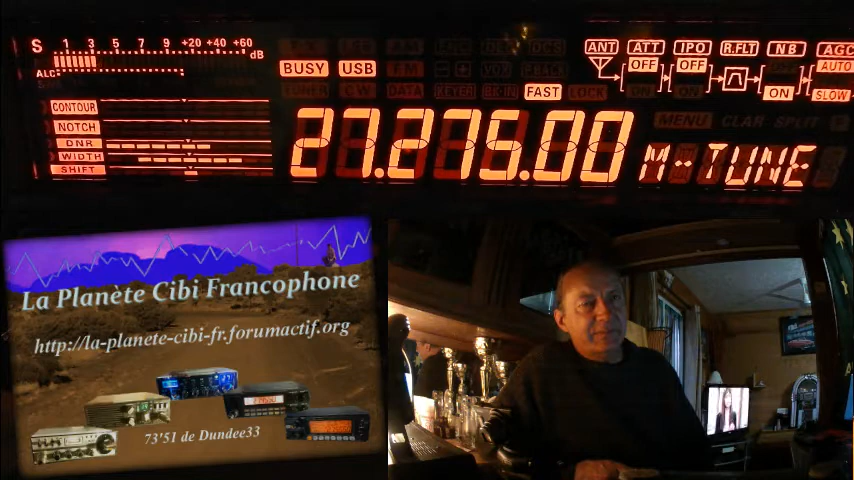 S 1 3 5 7 9 +20 +40 +60 dB
ALC
BUSY USB FAST
ANT ATT IPO R.FLT NB AGC
OFF OFF AUTO
ON SLOW
CONTOUR
NOTCH
DNR
WIDTH
SHIFT
27.275.00 M-TUNE
MENU CLAR SPLIT
La Planète Cibi Francophone
http://la-planete-cibi-fr.forumactif.org
73'51 de Dundee33